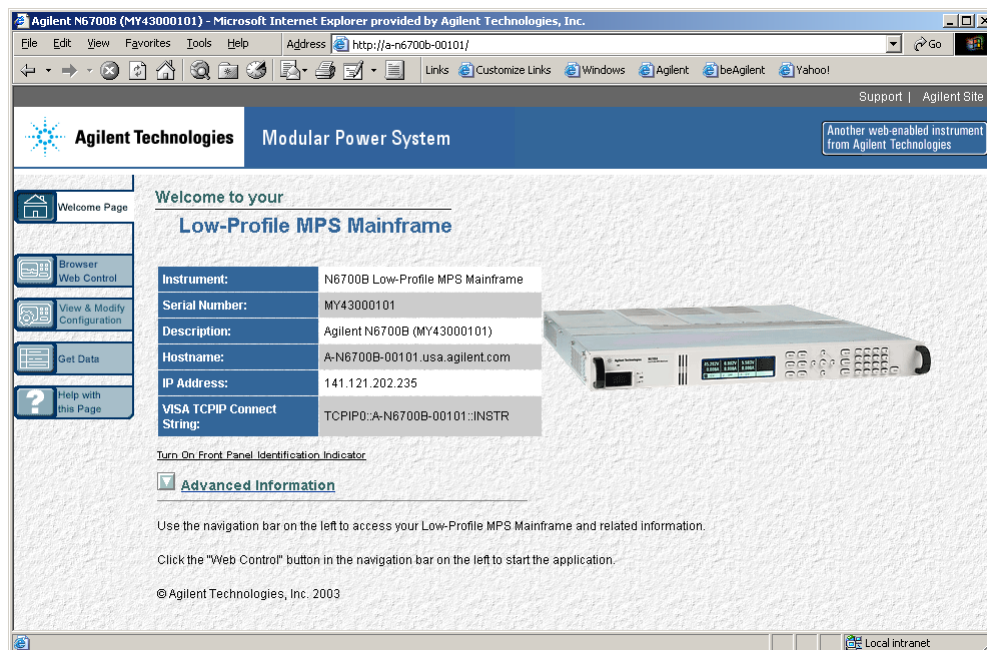 Agilent N6700B (MY43000101) - Microsoft Internet Explorer provided by Agilent Technologies, Inc.
File Edit View Favorites Tools Help Address http://a-n6700b-00101/ Go
Links Customize Links Windows Agilent beAgilent Yahoo!
Support | Agilent Site
Agilent Technologies Modular Power System
Another web-enabled instrument
from Agilent Technologies
Welcome Page
Browser
Web Control
View & Modify
Configuration
Get Data
Help with
this Page
Welcome to your
Low-Profile MPS Mainframe
Instrument: N6700B Low-Profile MPS Mainframe
Serial Number: MY43000101
Description: Agilent N6700B (MY43000101)
Hostname: A-N6700B-00101.usa.agilent.com
IP Address: 141.121.202.235
VISA TCPIP Connect
String: TCPIP0::A-N6700B-00101::INSTR
Turn On Front Panel Identification Indicator
Advanced Information
Use the navigation bar on the left to access your Low-Profile MPS Mainframe and related information.
Click the "Web Control" button in the navigation bar on the left to start the application.
© Agilent Technologies, Inc. 2003
Local intranet